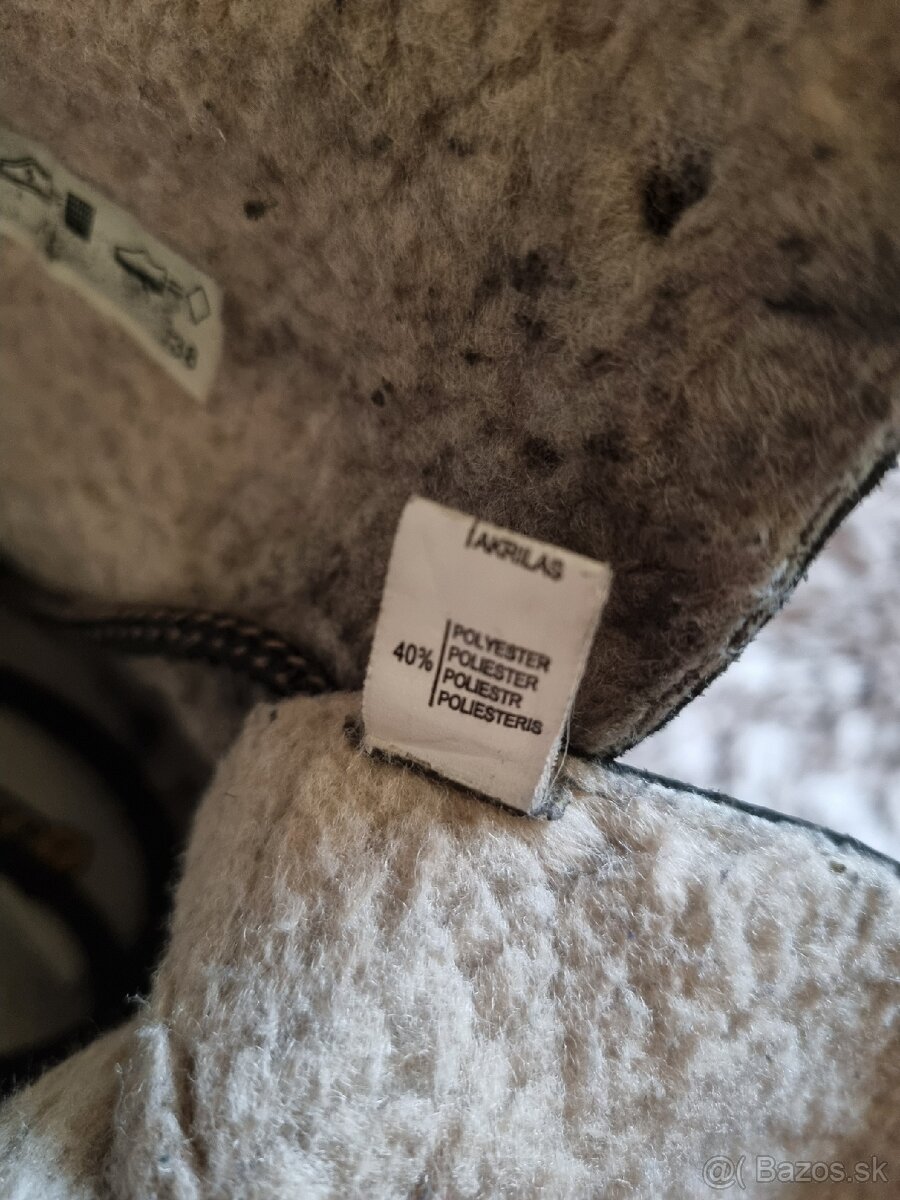 AKRILAS
40%
POLYESTER
POLIESTER
POLIESTR
POLIESTERIS
@( Bazos.sk